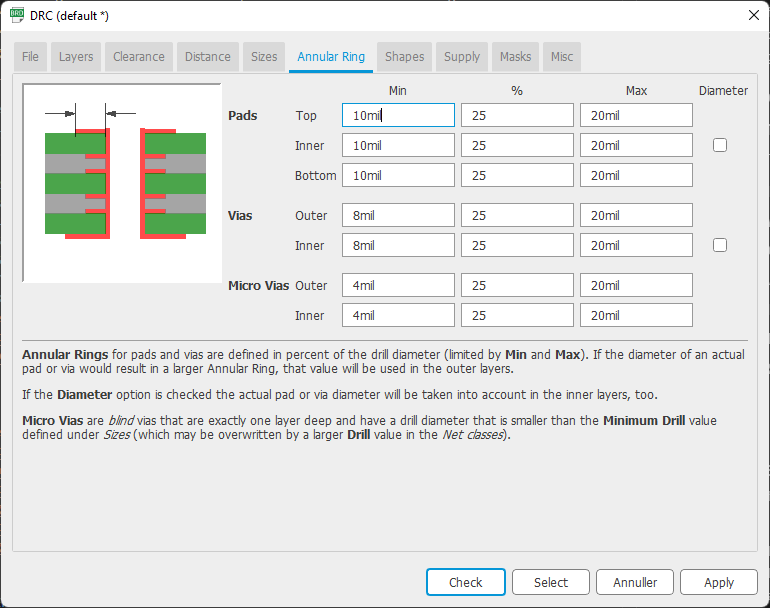 BRD DRC (default *)
File Layers Clearance Distance Sizes Annular Ring Shapes Supply Masks Misc
Min % Max Diameter
Pads Top 10mil 25 20mil
Inner 10mil 25 20mil
Bottom 10mil 25 20mil
Vias Outer 8mil 25 20mil
Inner 8mil 25 20mil
Micro Vias Outer 4mil 25 20mil
Inner 4mil 25 20mil
Annular Rings for pads and vias are defined in percent of the drill diameter (limited by Min and Max). If the diameter of an actual
pad or via would result in a larger Annular Ring, that value will be used in the outer layers.
If the Diameter option is checked the actual pad or via diameter will be taken into account in the inner layers, too.
Micro Vias are blind vias that are exactly one layer deep and have a drill diameter that is smaller than the Minimum Drill value
defined under Sizes (which may be overwritten by a larger Drill value in the Net classes).
Check Select Annuller Apply